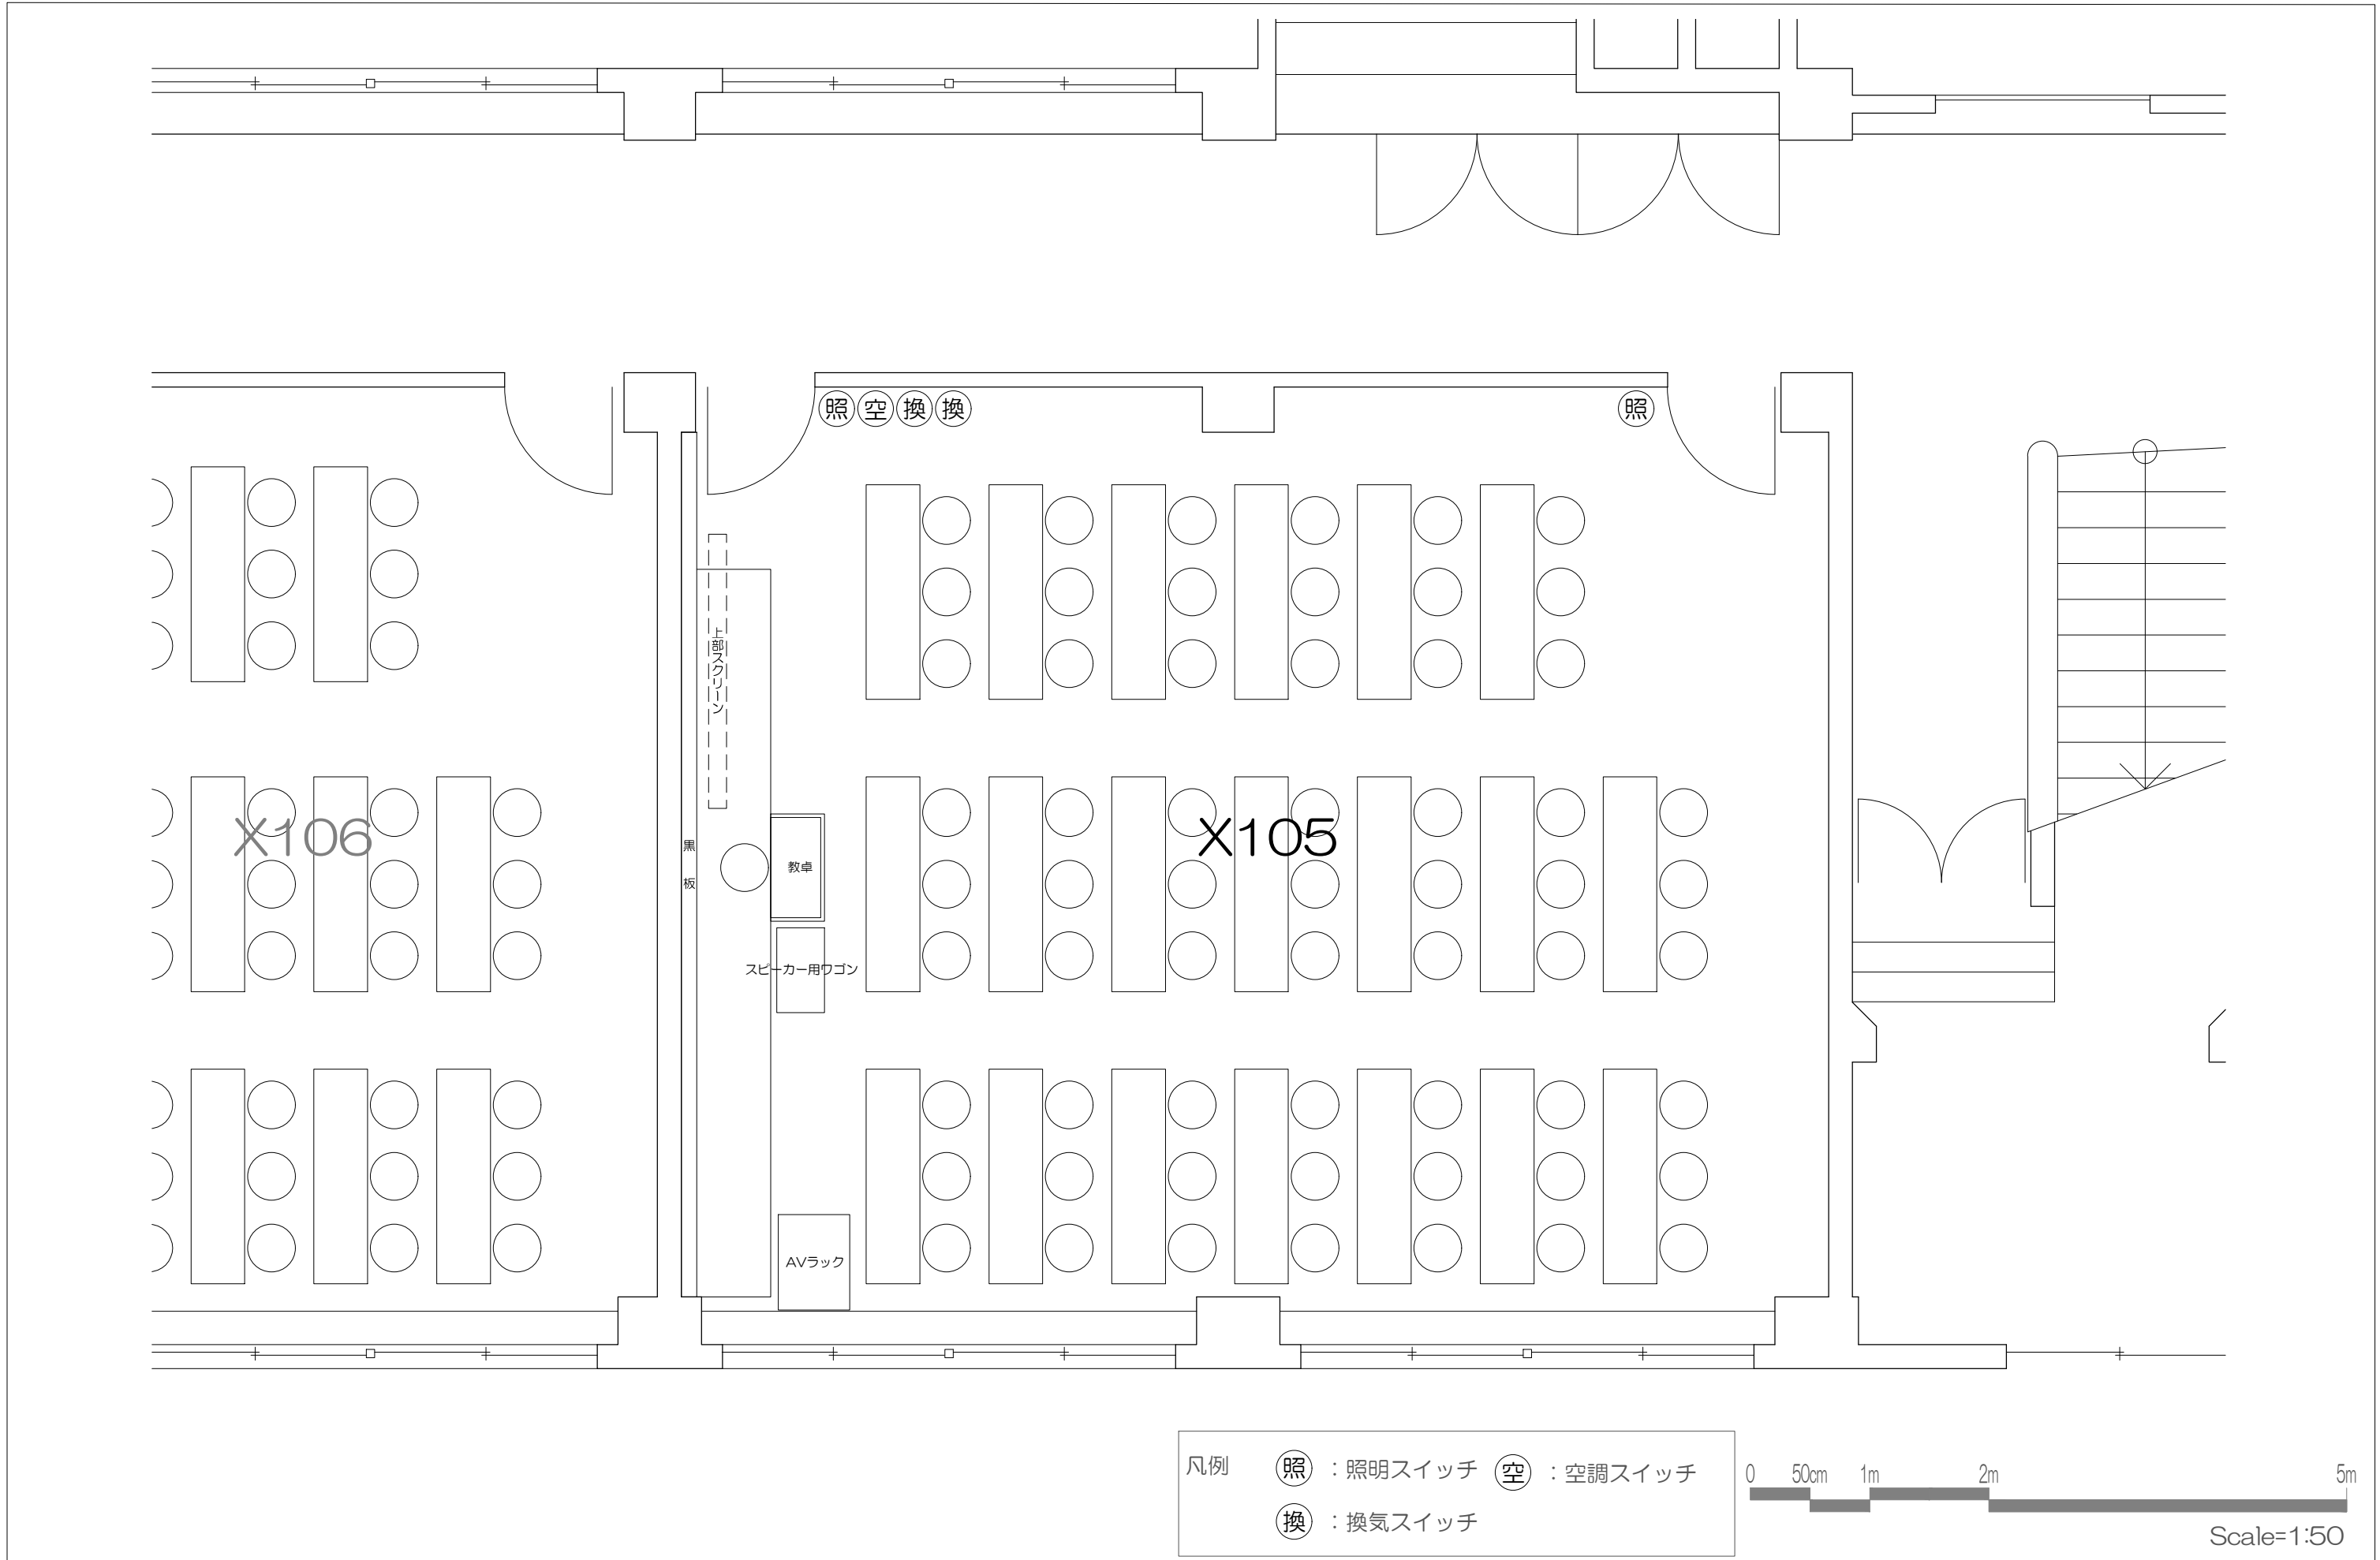 照 空 換 換 照
上部スクリーン
X106
X105
黒板
教卓
スピーカー用ワゴン
AVラック
凡例 照 ：照明スイッチ 空 ：空調スイッチ
換 ：換気スイッチ
0 50cm 1m 2m 5m
Scale=1:50